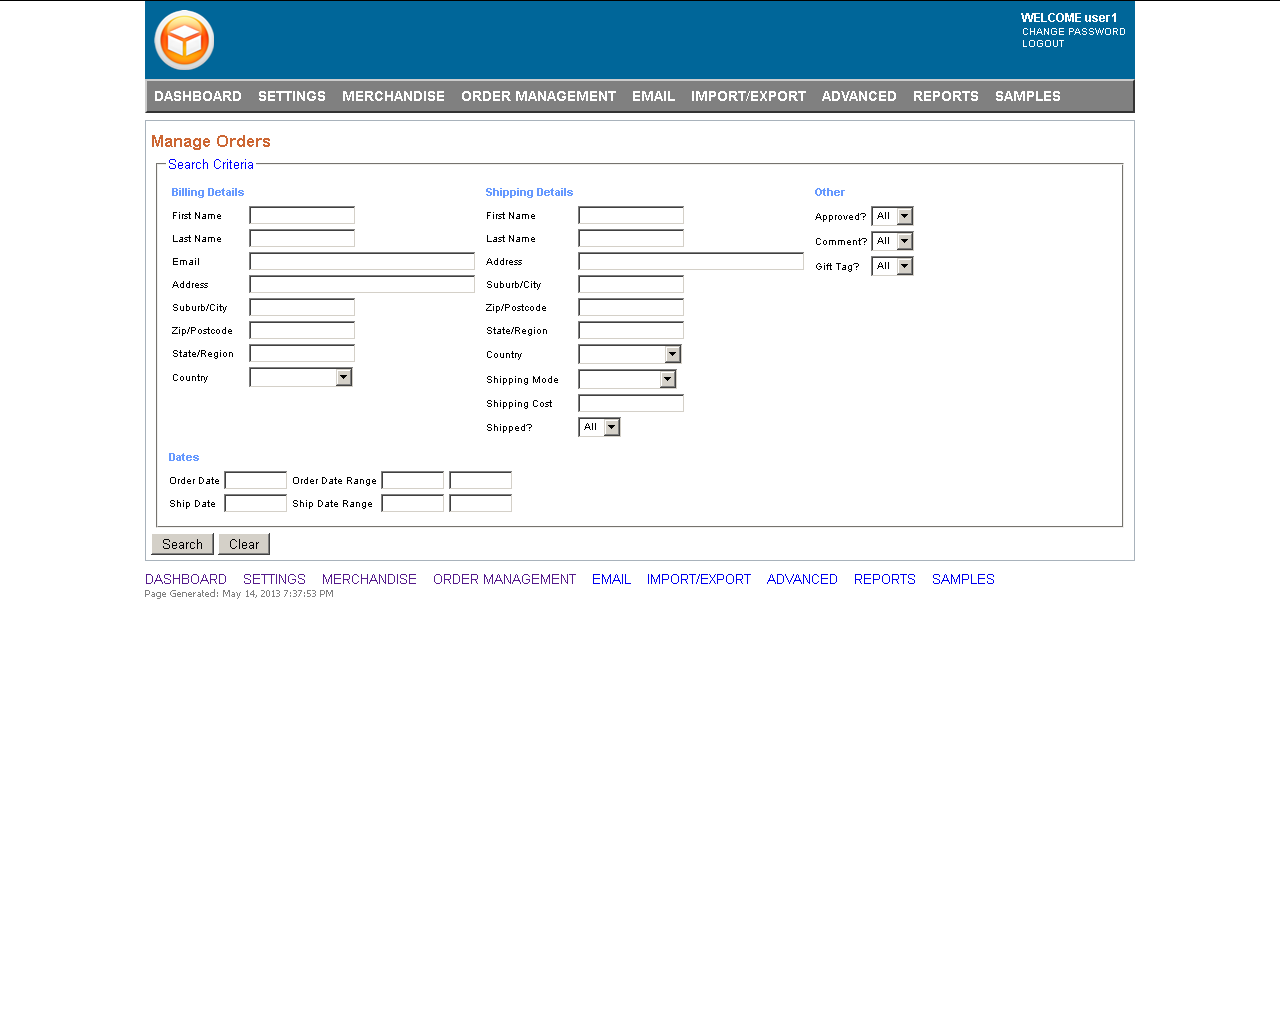 WELCOME user1
CHANGE PASSWORD
LOGOUT
DASHBOARD SETTINGS MERCHANDISE ORDER MANAGEMENT EMAIL IMPORT/EXPORT ADVANCED REPORTS SAMPLES
Manage Orders
Search Criteria
Billing Details
First Name
Last Name
Email
Address
Suburb/City
Zip/Postcode
State/Region
Country
Shipping Details
First Name
Last Name
Address
Suburb/City
Zip/Postcode
State/Region
Country
Shipping Mode
Shipping Cost
Shipped? All
Other
Approved? All
Comment? All
Gift Tag? All
Dates
Order Date Order Date Range
Ship Date Ship Date Range
Search Clear
DASHBOARD SETTINGS MERCHANDISE ORDER MANAGEMENT EMAIL IMPORT/EXPORT ADVANCED REPORTS SAMPLES
Page Generated: May 14, 2013 7:37:53 PM